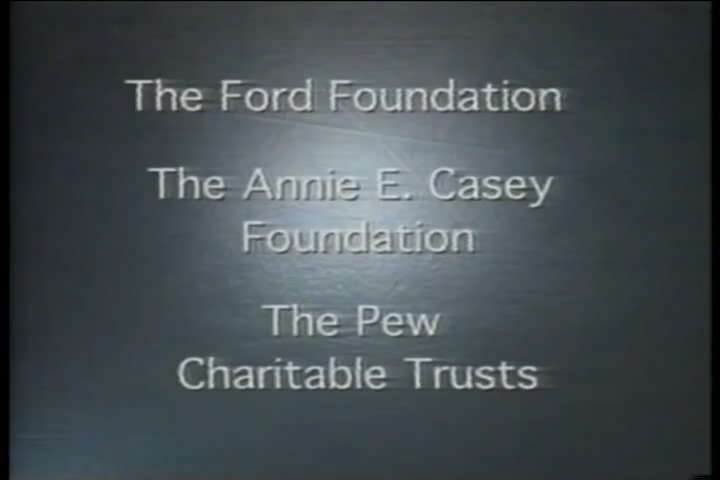 The Ford Foundation
The Annie E. Casey
Foundation
The Pew
Charitable Trusts